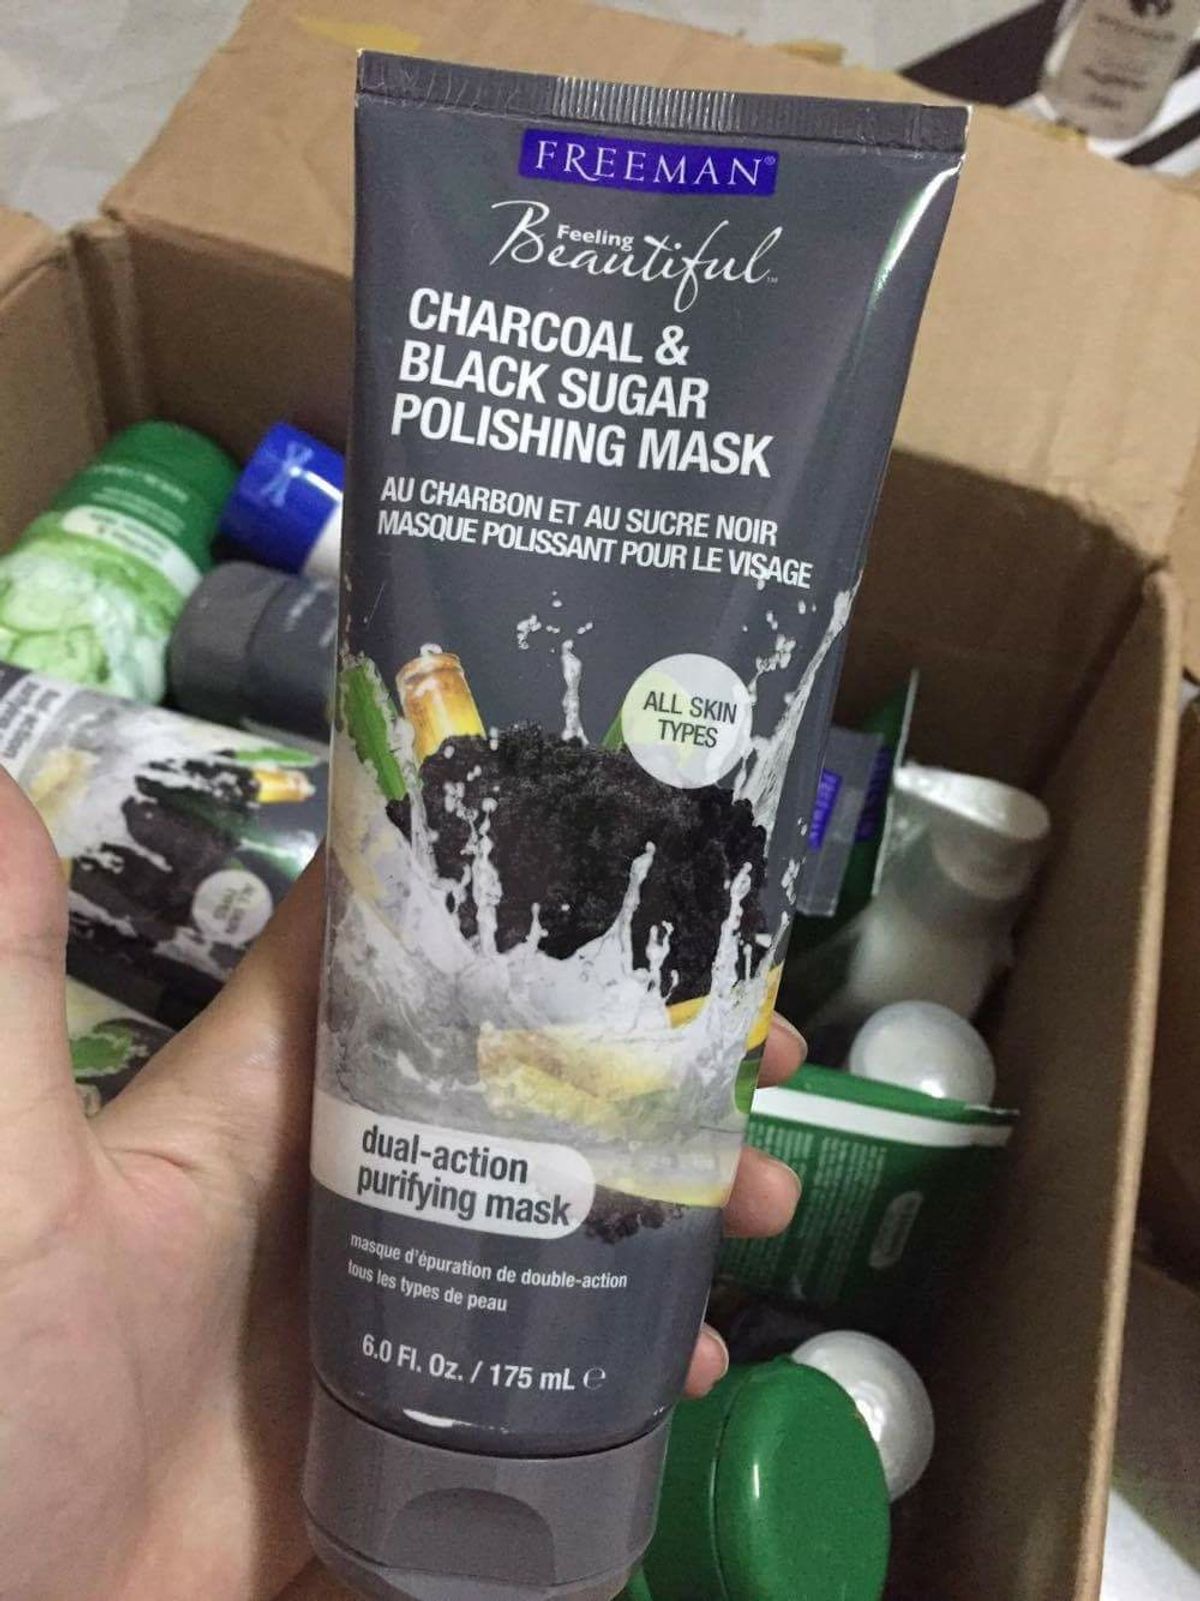 FREEMAN®
Feeling
Beautiful™
CHARCOAL &
BLACK SUGAR
POLISHING MASK
AU CHARBON ET AU SUCRE NOIR
MASQUE POLISSANT POUR LE VISAGE
ALL SKIN
TYPES
dual-action
purifying mask
masque d'épuration de double-action
tous les types de peau
6.0 Fl. Oz. / 175 mL ℮